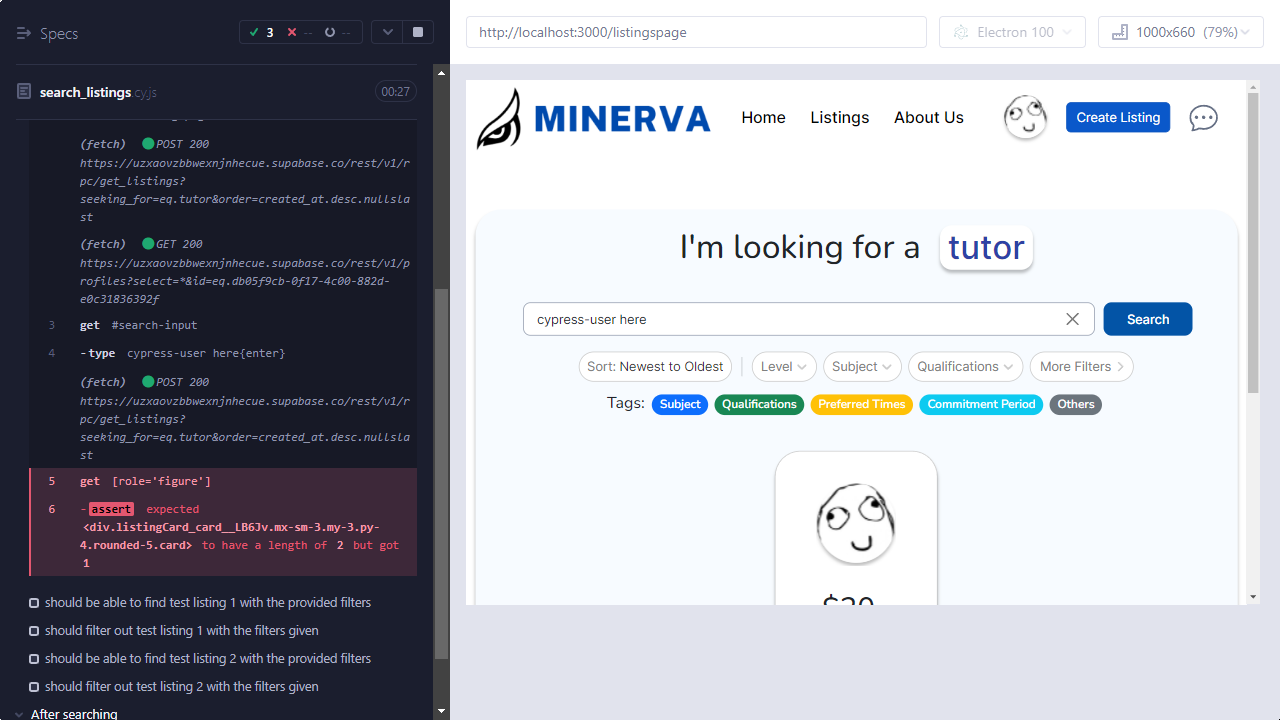 Specs
3
--
--
search_listings.cy.js
00:27
(fetch) POST 200
https://uzxaovzbbwexnjnhecue.supabase.co/rest/v1/r
pc/get_listings?
seeking_for=eq.tutor&order=created_at.desc.nullsla
st
(fetch) GET 200
https://uzxaovzbbwexnjnhecue.supabase.co/rest/v1/p
rofiles?select=*&id=eq.db05f9cb-0f17-4c00-882d-
e0c31836392f
3 get #search-input
4 -type cypress-user here{enter}
(fetch) POST 200
https://uzxaovzbbwexnjnhecue.supabase.co/rest/v1/r
pc/get_listings?
seeking_for=eq.tutor&order=created_at.desc.nullsla
st
5 get [role='figure']
6 -assert expected
<div.listingCard_card__LB6Jv.mx-sm-3.my-3.py-
4.rounded-5.card> to have a length of 2 but got
1
should be able to find test listing 1 with the provided filters
should filter out test listing 1 with the filters given
should be able to find test listing 2 with the provided filters
should filter out test listing 2 with the filters given
After searching
http://localhost:3000/listingspage
Electron 100
1000x660 (79%)
MINERVA
Home
Listings
About Us
Create Listing
I'm looking for a tutor
cypress-user here
Search
Sort: Newest to Oldest
Level
Subject
Qualifications
More Filters
Tags: Subject Qualifications Preferred Times Commitment Period Others